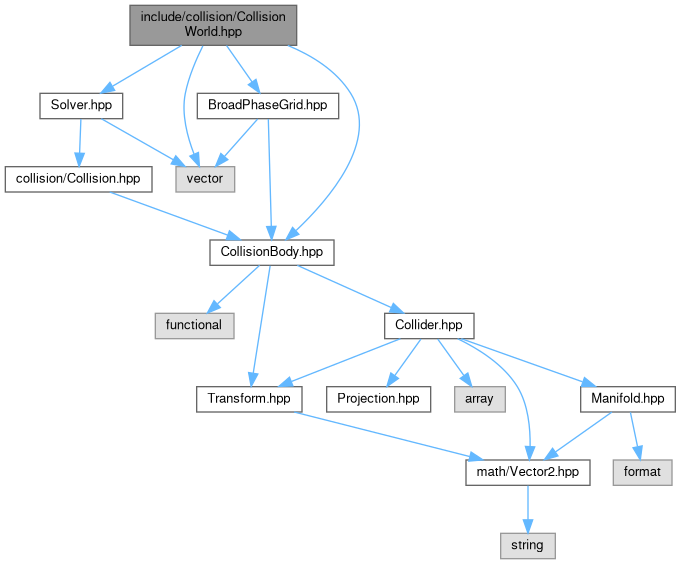 include/collision/Collision
World.hpp
Solver.hpp
BroadPhaseGrid.hpp
collision/Collision.hpp
vector
CollisionBody.hpp
functional
Collider.hpp
Transform.hpp
Projection.hpp
array
Manifold.hpp
math/Vector2.hpp
format
string